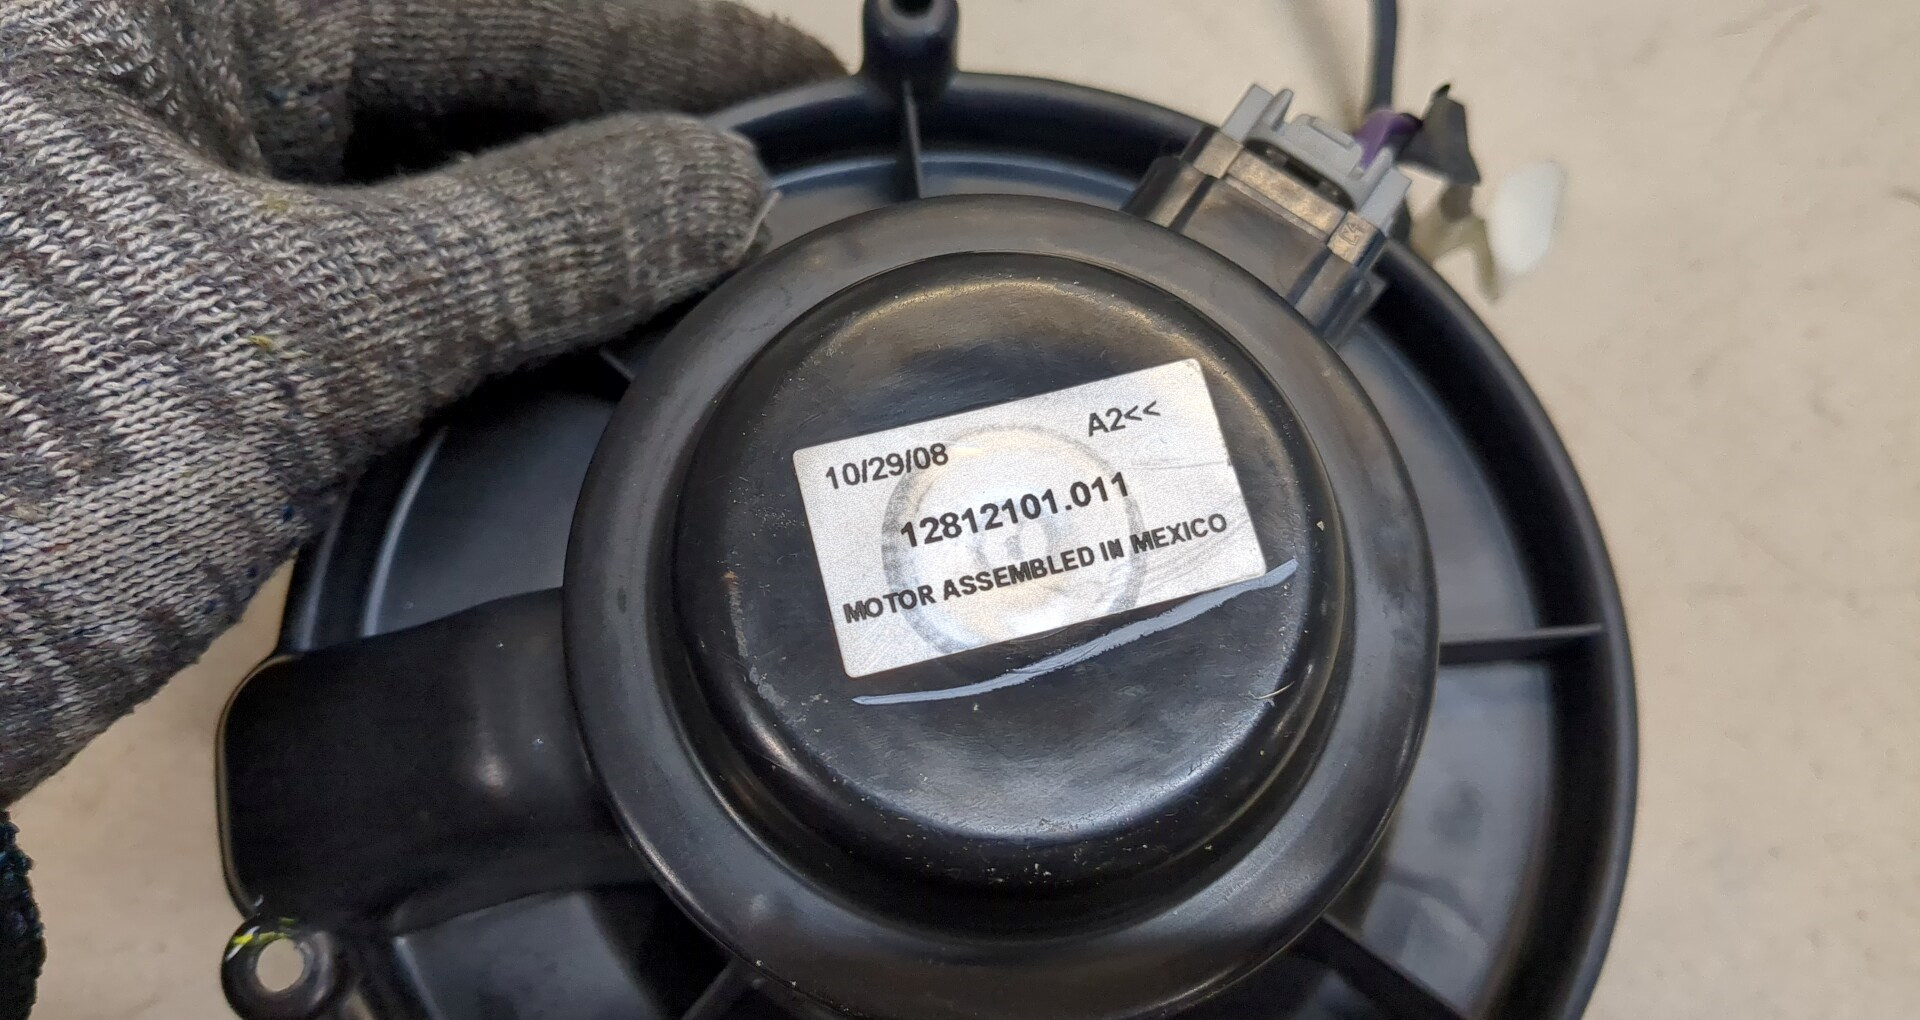 A2<<
10/29/08
12812101.011
MOTOR ASSEMBLED IN MEXICO